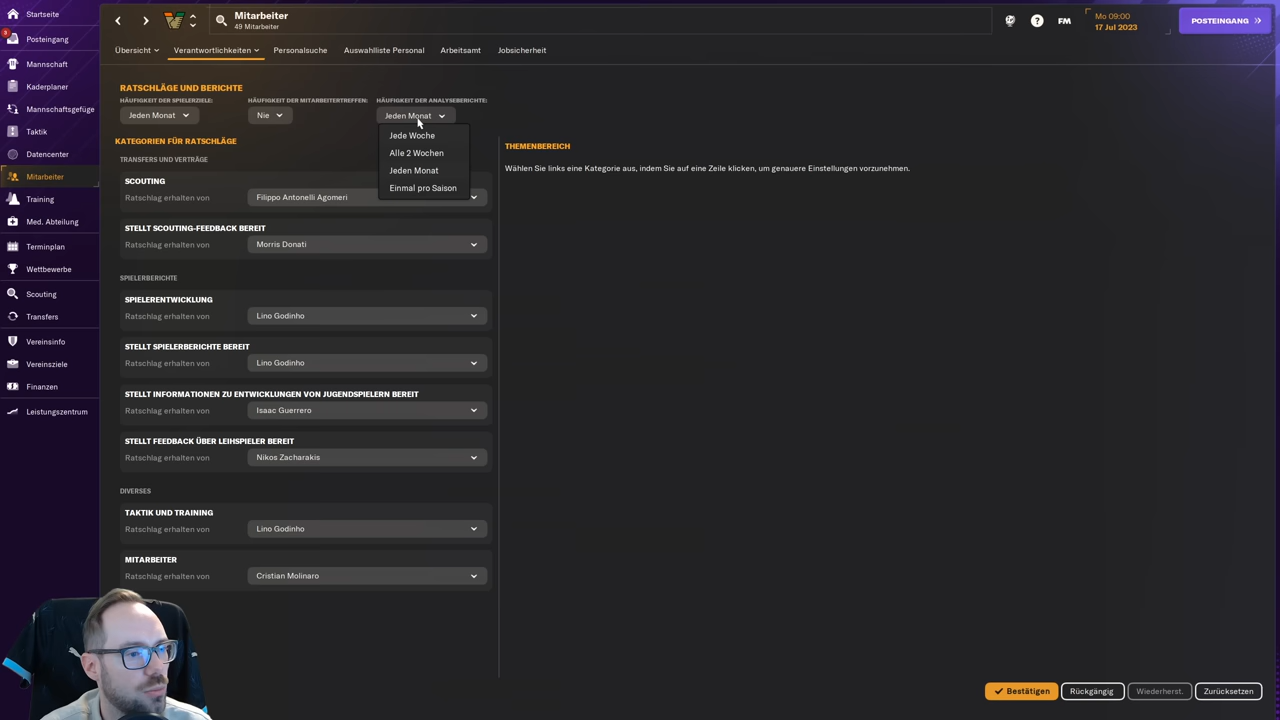 Startseite
3
Posteingang
Mannschaft
Kaderplaner
Mannschaftsgefüge
Taktik
Datencenter
Mitarbeiter
Training
Med. Abteilung
Terminplan
Wettbewerbe
Scouting
Transfers
Vereinsinfo
Vereinsziele
Finanzen
Leistungszentrum
Mitarbeiter
49 Mitarbeiter
?
FM
Mo 09:00
17 Jul 2023
POSTEINGANG
Übersicht
Verantwortlichkeiten
Personalsuche
Auswahlliste Personal
Arbeitsamt
Jobsicherheit
RATSCHLÄGE UND BERICHTE
HÄUFIGKEIT DER SPIELERZIELE:
HÄUFIGKEIT DER MITARBEITERTREFFEN:
HÄUFIGKEIT DER ANALYSEBERICHTE:
Jeden Monat
Nie
Jeden Monat
Jede Woche
Alle 2 Wochen
Jeden Monat
Einmal pro Saison
KATEGORIEN FÜR RATSCHLÄGE
TRANSFERS UND VERTRÄGE
SCOUTING
Ratschlag erhalten von
Filippo Antonelli Agomeri
STELLT SCOUTING-FEEDBACK BEREIT
Ratschlag erhalten von
Morris Donati
SPIELERBERICHTE
SPIELERENTWICKLUNG
Ratschlag erhalten von
Lino Godinho
STELLT SPIELERBERICHTE BEREIT
Ratschlag erhalten von
Lino Godinho
STELLT INFORMATIONEN ZU ENTWICKLUNGEN VON JUGENDSPIELERN BEREIT
Ratschlag erhalten von
Isaac Guerrero
STELLT FEEDBACK ÜBER LEIHSPIELER BEREIT
Ratschlag erhalten von
Nikos Zacharakis
DIVERSES
TAKTIK UND TRAINING
Ratschlag erhalten von
Lino Godinho
MITARBEITER
Ratschlag erhalten von
Cristian Molinaro
THEMENBEREICH
Wählen Sie links eine Kategorie aus, indem Sie auf eine Zeile klicken, um genauere Einstellungen vorzunehmen.
Bestätigen
Rückgängig
Wiederherst.
Zurücksetzen